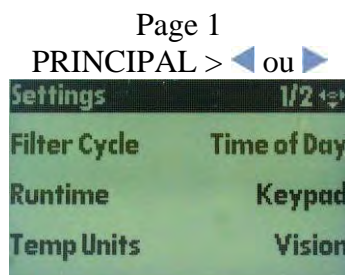 Page 1
PRINCIPAL > ou
Settings 1/2
Filter Cycle Time of Day
Runtime Keypad
Temp Units Vision